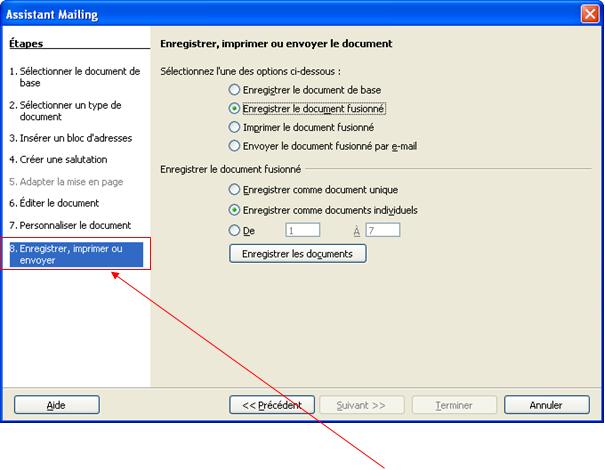 Assistant Mailing
Étapes
1. Sélectionner le document de
base
2. Sélectionner un type de
document
3. Insérer un bloc d'adresses
4. Créer une salutation
5. Adapter la mise en page
6. Éditer le document
7. Personnaliser le document
8. Enregistrer, imprimer ou
envoyer
Enregistrer, imprimer ou envoyer le document
Sélectionnez l'une des options ci-dessous :
Enregistrer le document de base
Enregistrer le document fusionné
Imprimer le document fusionné
Envoyer le document fusionné par e-mail
Enregistrer le document fusionné
Enregistrer comme document unique
Enregistrer comme documents individuels
De 1 À 7
Enregistrer les documents
Aide << Précédent Suivant >> Terminer Annuler